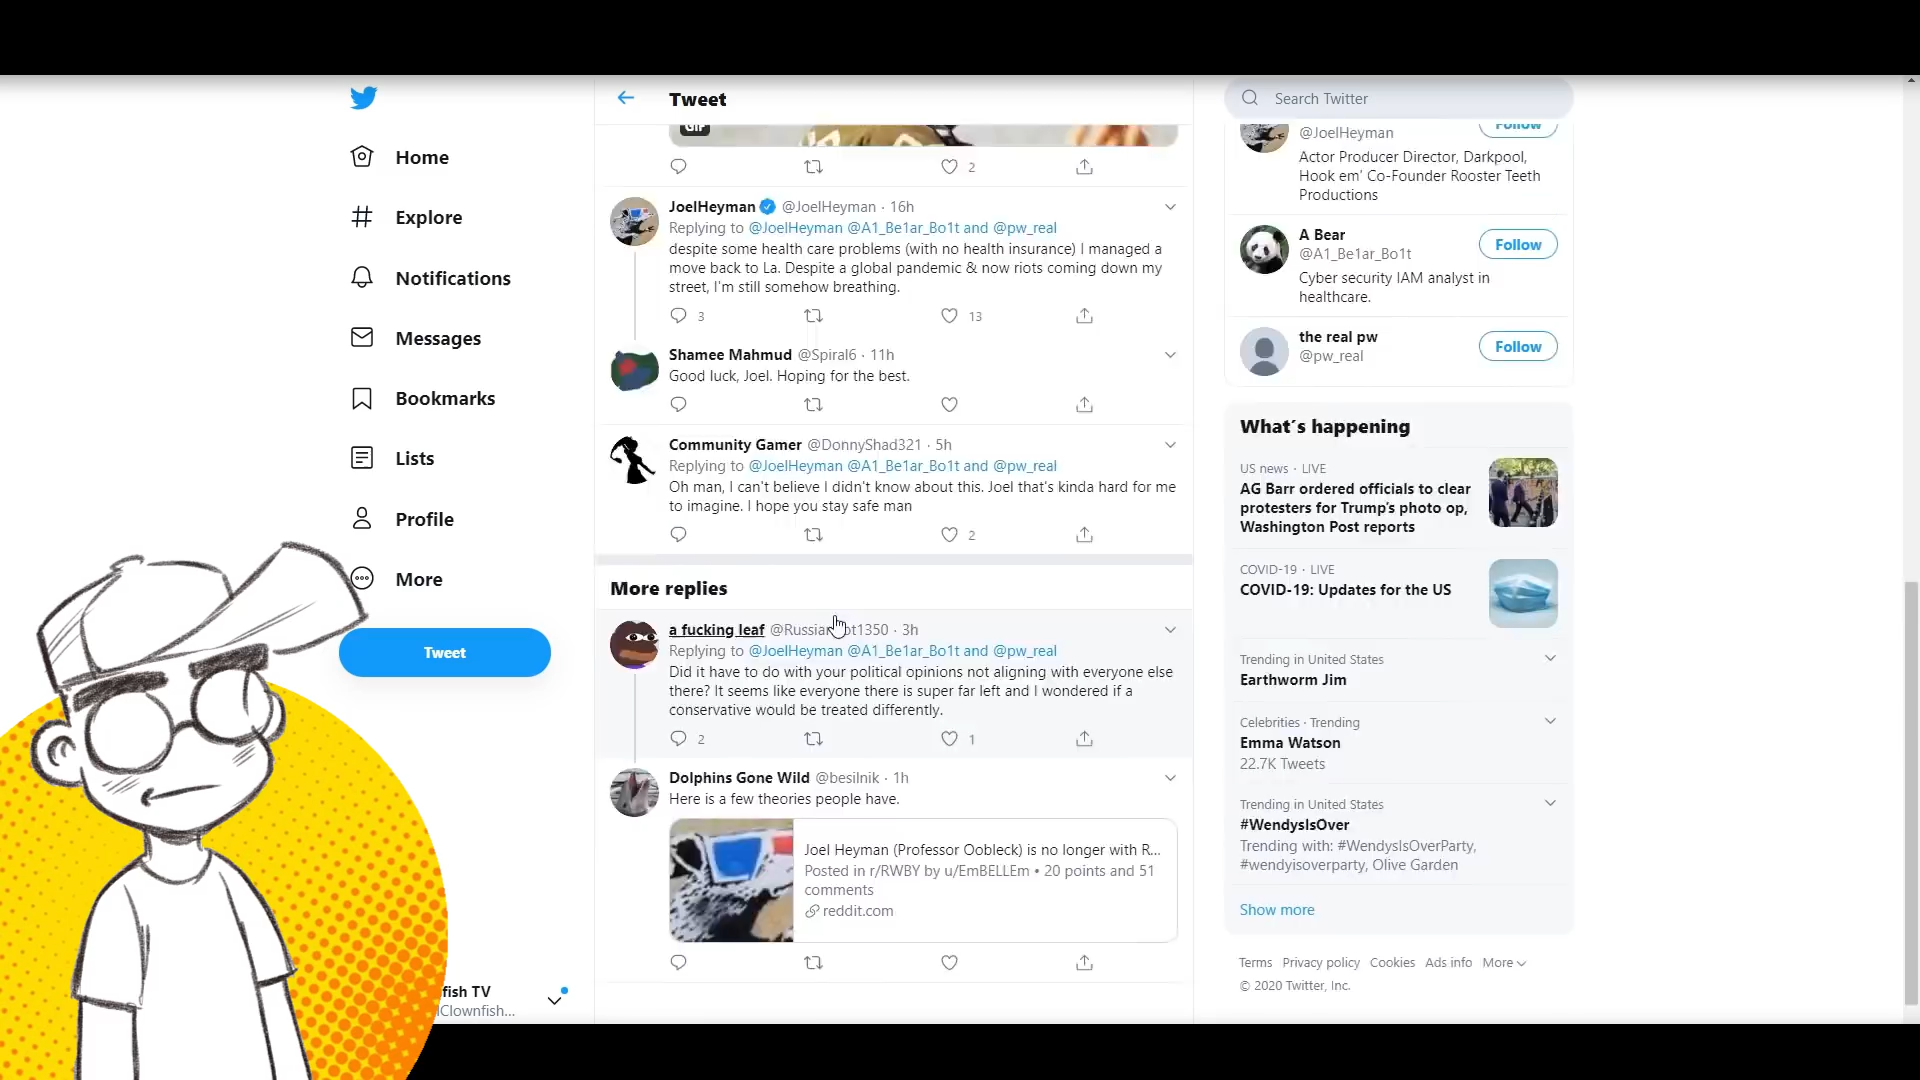 Home
Explore
Notifications
Messages
Bookmarks
Lists
Profile
More
Tweet
fish TV
lClownfish...
Tweet
GIF
2
JoelHeyman @JoelHeyman · 16h
Replying to @JoelHeyman @A1_Be1ar_Bo1t and @pw_real
despite some health care problems (with no health insurance) I managed a
move back to La. Despite a global pandemic & now riots coming down my
street, I'm still somehow breathing.
3 13
Shamee Mahmud @Spiral6 · 11h
Good luck, Joel. Hoping for the best.
Community Gamer @DonnyShad321 · 5h
Replying to @JoelHeyman @A1_Be1ar_Bo1t and @pw_real
Oh man, I can't believe I didn't know about this. Joel that's kinda hard for me
to imagine. I hope you stay safe man
2
More replies
a fucking leaf @Russian ot1350 · 3h
Replying to @JoelHeyman @A1_Be1ar_Bo1t and @pw_real
Did it have to do with your political opinions not aligning with everyone else
there? It seems like everyone there is super far left and I wondered if a
conservative would be treated differently.
2 1
Dolphins Gone Wild @besilnik · 1h
Here is a few theories people have.
Joel Heyman (Professor Oobleck) is no longer with R...
Posted in r/RWBY by u/EmBELLEm • 20 points and 51
comments
reddit.com
Search Twitter
Follow
@JoelHeyman
Actor Producer Director, Darkpool,
Hook em' Co-Founder Rooster Teeth
Productions
A Bear
@A1_Be1ar_Bo1t
Follow
Cyber security IAM analyst in
healthcare.
the real pw
@pw_real
Follow
What's happening
US news · LIVE
AG Barr ordered officials to clear
protesters for Trump's photo op,
Washington Post reports
COVID-19 · LIVE
COVID-19: Updates for the US
Trending in United States
Earthworm Jim
Celebrities · Trending
Emma Watson
22.7K Tweets
Trending in United States
#WendysIsOver
Trending with: #WendysIsOverParty,
#wendyisoverparty, Olive Garden
Show more
Terms Privacy policy Cookies Ads info More
© 2020 Twitter, Inc.